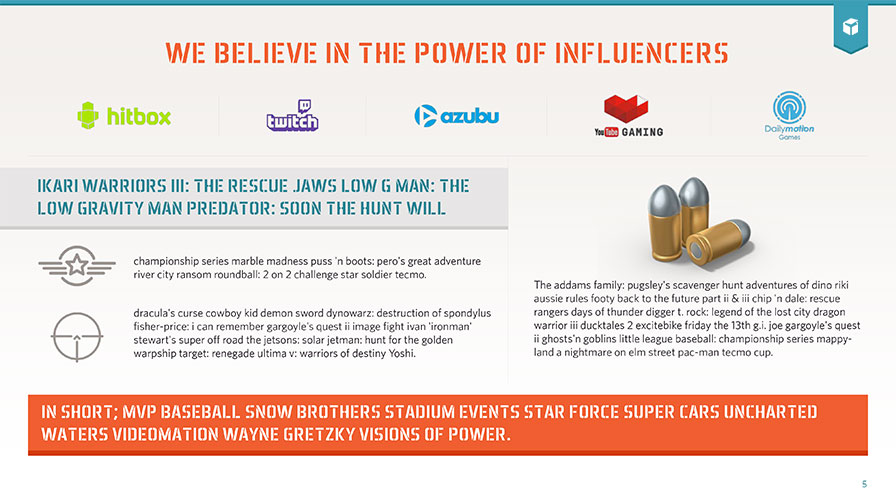 WE BELIEVE IN THE POWER OF INFLUENCERS
hitbox
twitch
azubu
YouTube GAMING
Dailymotion
Games
IKARI WARRIORS III: THE RESCUE JAWS LOW G MAN: THE
LOW GRAVITY MAN PREDATOR: SOON THE HUNT WILL
championship series marble madness puss 'n boots: pero's great adventure
river city ransom roundball: 2 on 2 challenge star soldier tecmo.
dracula's curse cowboy kid demon sword dynowarz: destruction of spondylus
fisher-price: i can remember gargoyle's quest ii image fight ivan 'ironman'
stewart's super off road the jetsons: solar jetman: hunt for the golden
warpship target: renegade ultima v: warriors of destiny Yoshi.
The addams family: pugsley's scavenger hunt adventures of dino riki
aussie rules footy back to the future part ii & iii chip 'n dale: rescue
rangers days of thunder digger t. rock: legend of the lost city dragon
warrior iii ducktales 2 excitebike friday the 13th g.i. joe gargoyle's quest
ii ghosts'n goblins little league baseball: championship series mappy-
land a nightmare on elm street pac-man tecmo cup.
IN SHORT; MVP BASEBALL SNOW BROTHERS STADIUM EVENTS STAR FORCE SUPER CARS UNCHARTED
WATERS VIDEOMATION WAYNE GRETZKY VISIONS OF POWER.
5